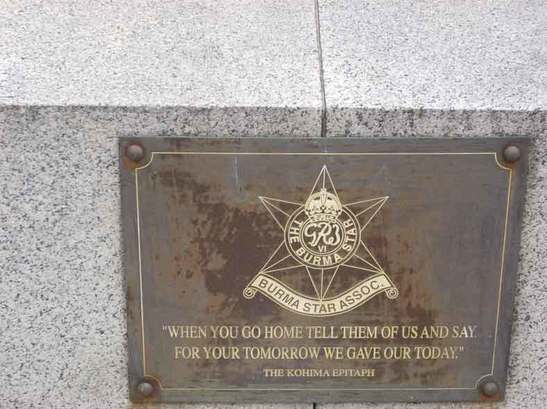 GRI
VI
THE BURMA STAR
BURMA STAR ASSOC.
"WHEN YOU GO HOME TELL THEM OF US AND SAY
FOR YOUR TOMORROW WE GAVE OUR TODAY."
THE KOHIMA EPITAPH